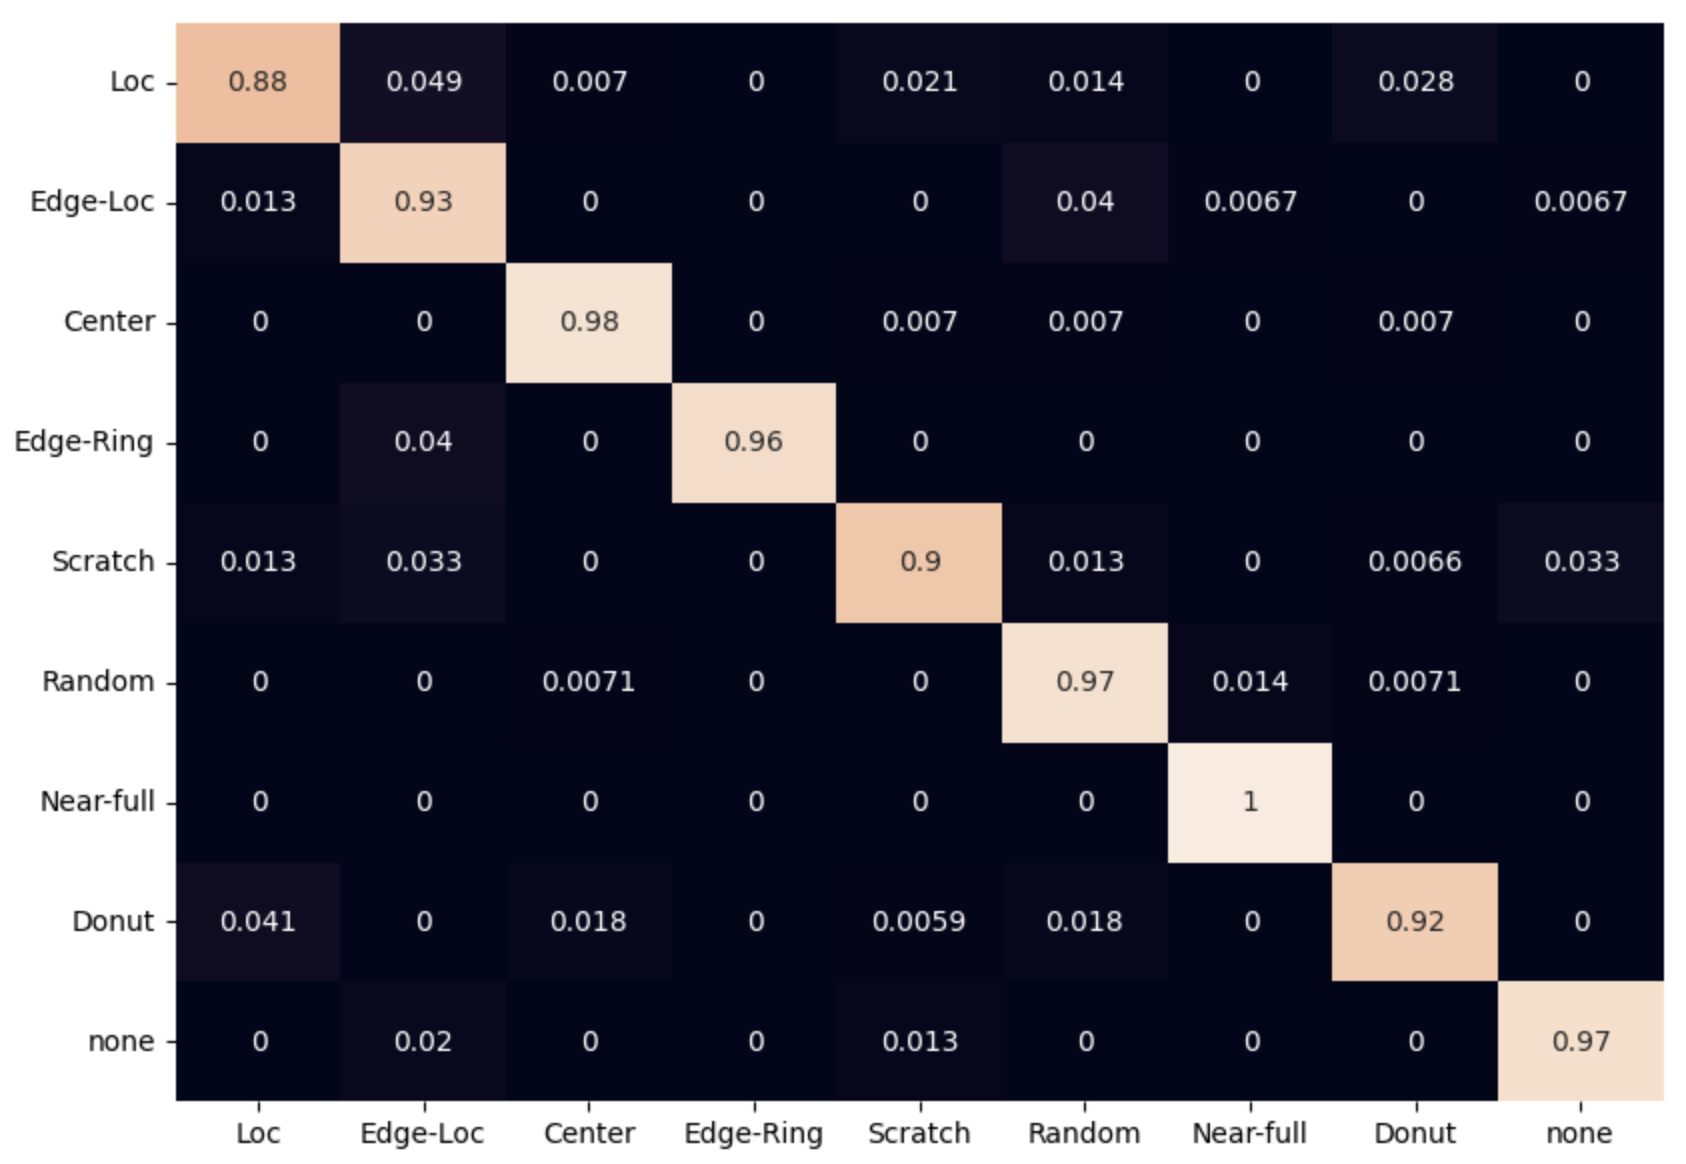 Loc 0.88 0.049 0.007 0 0.021 0.014 0 0.028 0
Edge-Loc 0.013 0.93 0 0 0 0.04 0.0067 0 0.0067
Center 0 0 0.98 0 0.007 0.007 0 0.007 0
Edge-Ring 0 0.04 0 0.96 0 0 0 0 0
Scratch 0.013 0.033 0 0 0.9 0.013 0 0.0066 0.033
Random 0 0 0.0071 0 0 0.97 0.014 0.0071 0
Near-full 0 0 0 0 0 0 1 0 0
Donut 0.041 0 0.018 0 0.0059 0.018 0 0.92 0
none 0 0.02 0 0 0.013 0 0 0 0.97
Loc Edge-Loc Center Edge-Ring Scratch Random Near-full Donut none